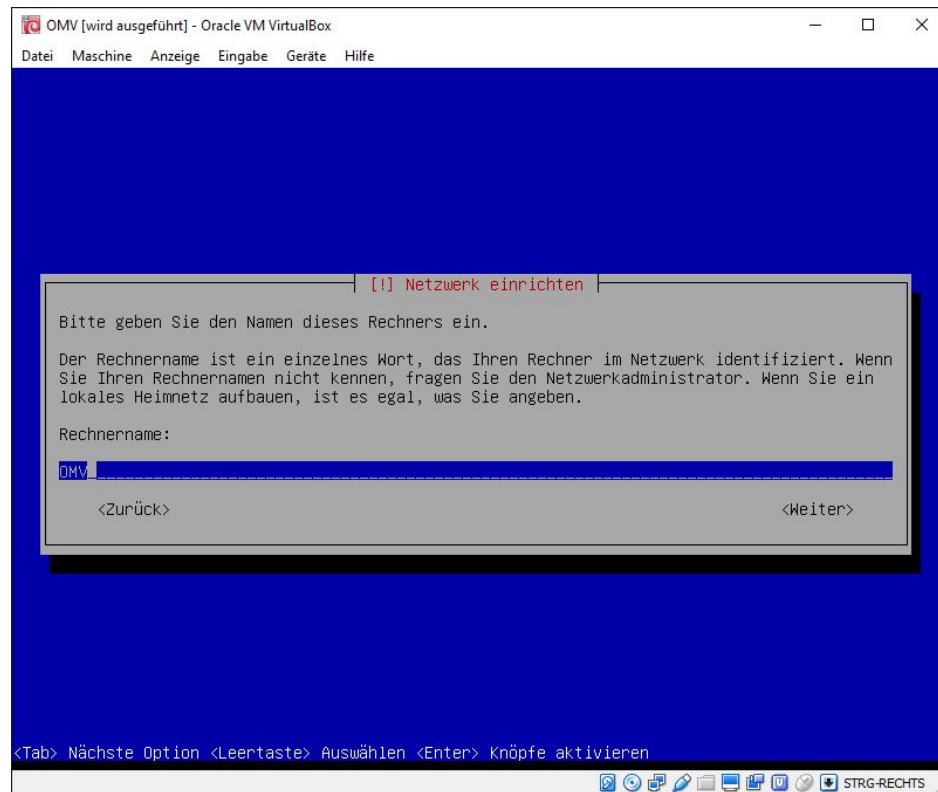 OMV [wird ausgeführt] - Oracle VM VirtualBox
Datei Maschine Anzeige Eingabe Geräte Hilfe
[!] Netzwerk einrichten
Bitte geben Sie den Namen dieses Rechners ein.
Der Rechnername ist ein einzelnes Wort, das Ihren Rechner im Netzwerk identifiziert. Wenn
Sie Ihren Rechnernamen nicht kennen, fragen Sie den Netzwerkadministrator. Wenn Sie ein
lokales Heimnetz aufbauen, ist es egal, was Sie angeben.
Rechnername:
OMV
<Zurück> <Weiter>
<Tab> Nächste Option <Leertaste> Auswählen <Enter> Knöpfe aktivieren
STRG-RECHTS